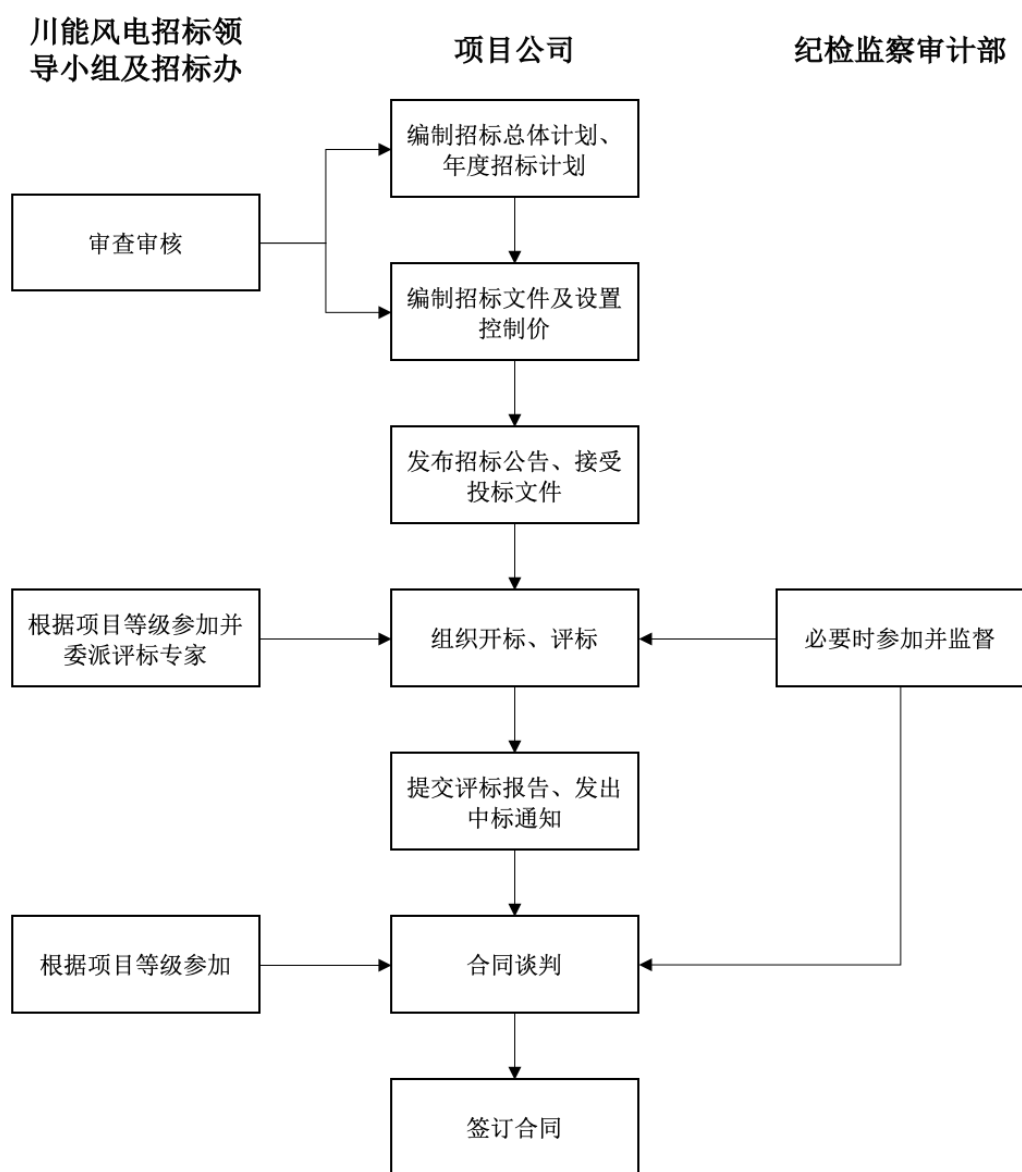 川能风电招标领
导小组及招标办
项目公司
纪检监察审计部
编制招标总体计划、
年度招标计划
审查审核
编制招标文件及设置
控制价
发布招标公告、接受
投标文件
根据项目等级参加并
委派评标专家
组织开标、评标
必要时参加并监督
提交评标报告、发出
中标通知
根据项目等级参加
合同谈判
签订合同